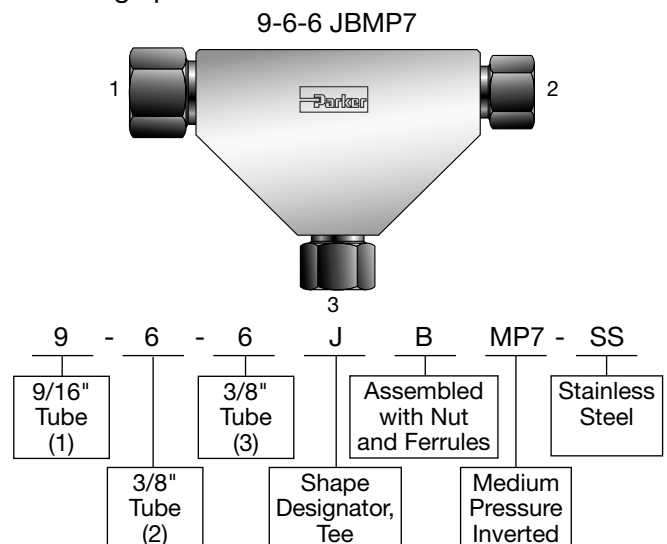 9-6-6 JBMP7
1
Parker
2
3
9 - 6 - 6 J B MP7 - SS
9/16"
Tube
(1)
3/8"
Tube
(3)
Assembled
with Nut
and Ferrules
Stainless
Steel
3/8"
Tube
(2)
Shape
Designator,
Tee
Medium
Pressure
Inverted